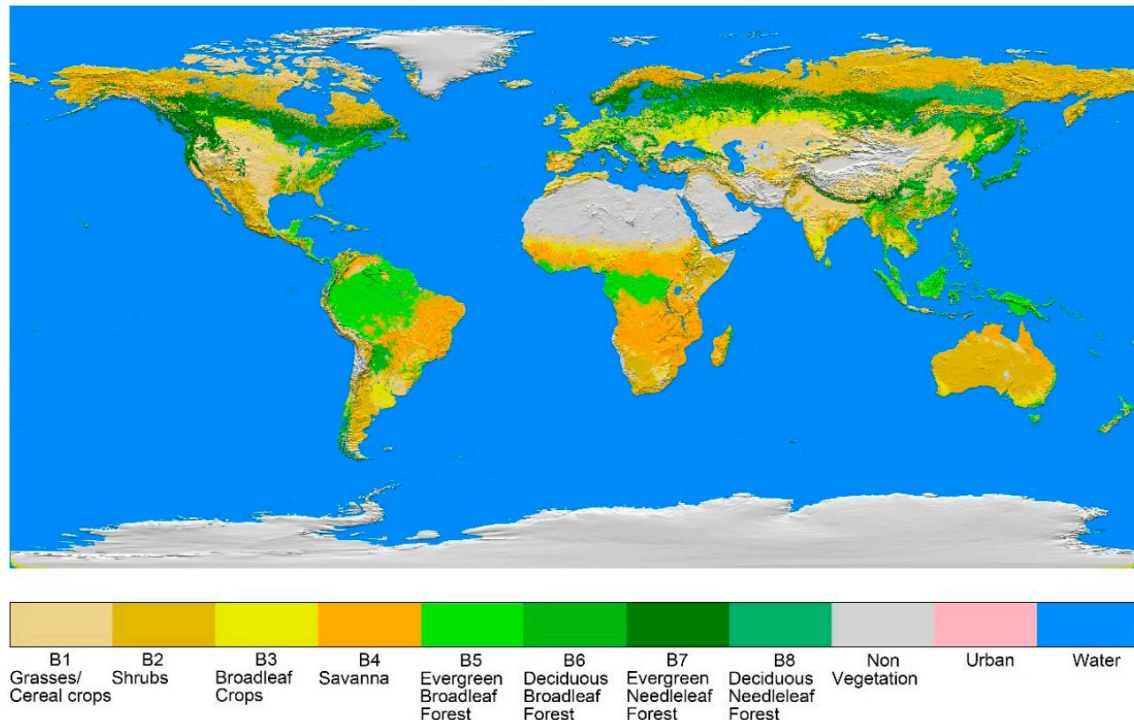 B1 B2 B3 B4 B5 B6 B7 B8 Non Urban Water
Grasses/ Shrubs Broadleaf Savanna Evergreen Deciduous Evergreen Deciduous Vegetation
Cereal crops Crops Broadleaf Broadleaf Needleleaf Needleleaf
Forest Forest Forest Forest